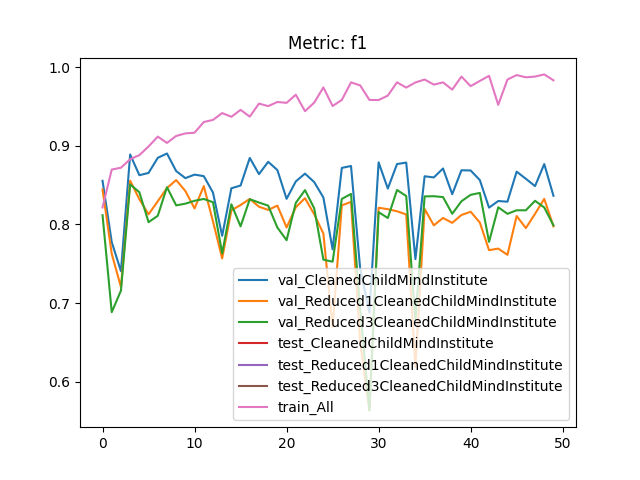 Metric: f1
1.0
0.9
0.8
0.7
0.6
val_CleanedChildMindInstitute
val_Reduced1CleanedChildMindInstitute
val_Reduced3CleanedChildMindInstitute
test_CleanedChildMindInstitute
test_Reduced1CleanedChildMindInstitute
test_Reduced3CleanedChildMindInstitute
train_All
0 10 20 30 40 50